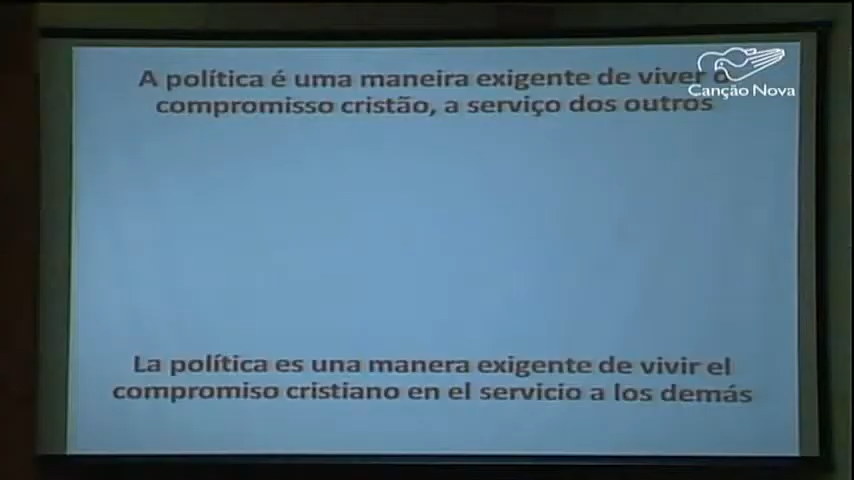 A política é uma maneira exigente de viver o
compromisso cristão, a serviço dos outros
Canção Nova
La política es una manera exigente de vivir el
compromiso cristiano en el servicio a los demás